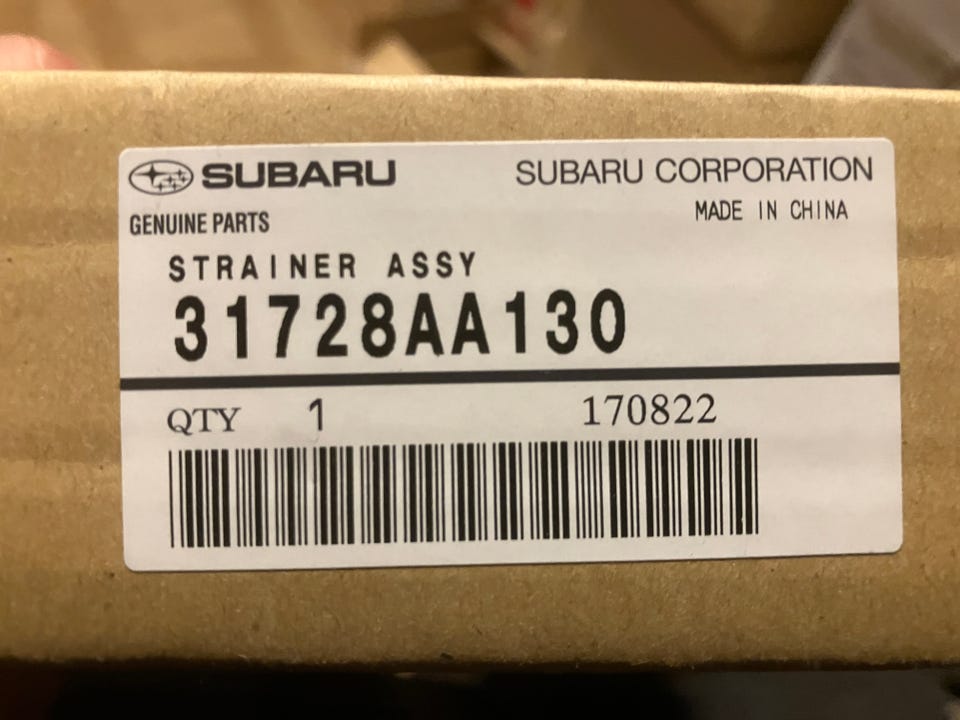 SUBARU SUBARU CORPORATION
GENUINE PARTS MADE IN CHINA
STRAINER ASSY
31728AA130
QTY 1 170822